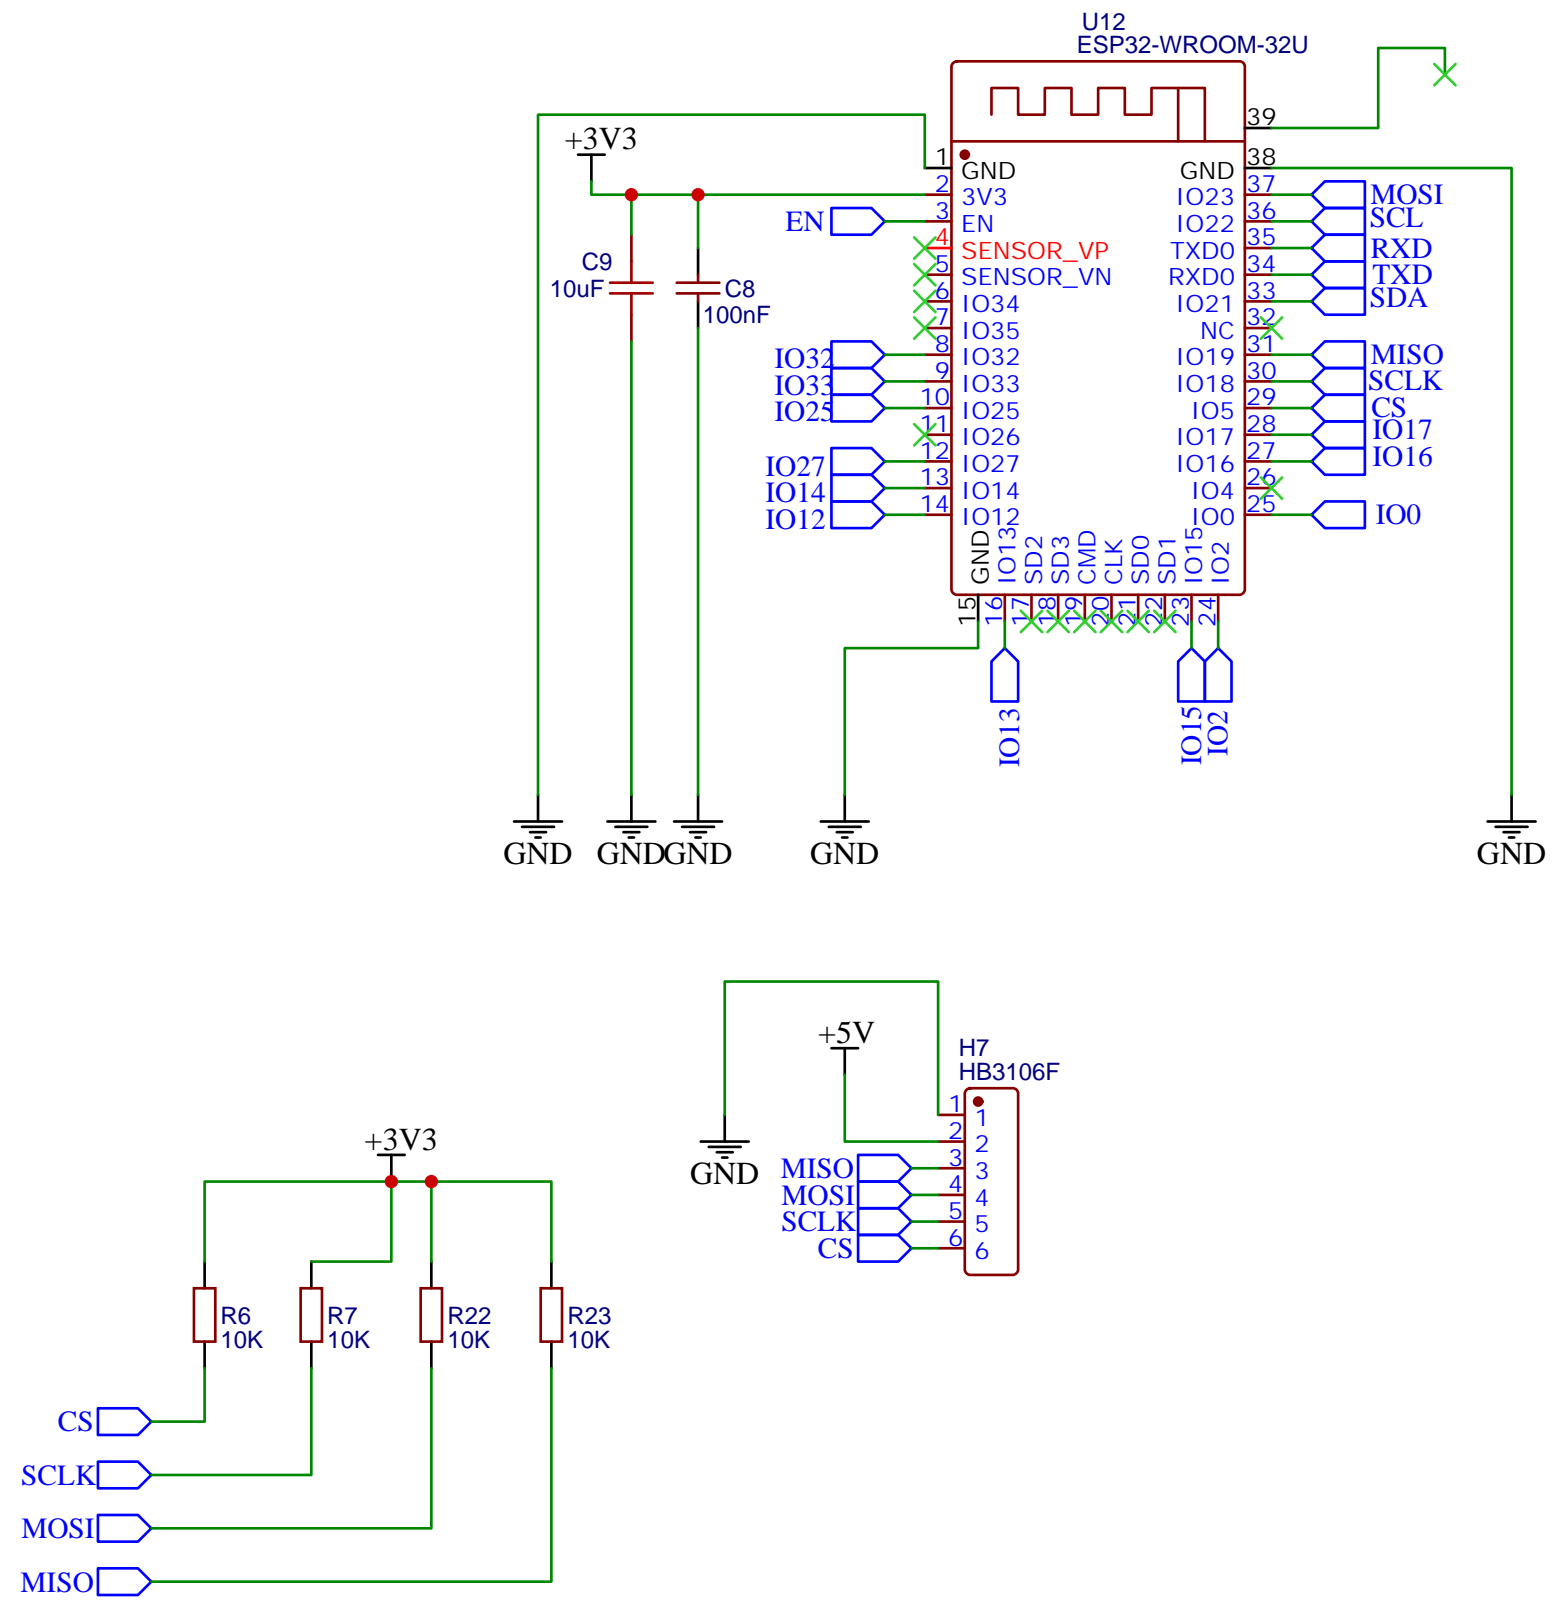 U12
ESP32-WROOM-32U
39
+3V3
1 GND
GND 38
2 3V3
IO23 37 MOSI
EN 3 EN
IO22 36 SCL
4 SENSOR_VP
TXD0 35 RXD
5 SENSOR_VN
RXD0 34 TXD
6 IO34
IO21 33 SDA
7 IO35
NC 32
IO32 8 IO32
IO19 31 MISO
IO33 9 IO33
IO18 30 SCLK
IO25 10 IO25
IO5 29 CS
11 IO26
IO17 28 IO17
IO27 12 IO27
IO16 27 IO16
IO14 13 IO14
IO4 26
IO12 14 IO12
IO0 25 IO0
C9
10uF
C8
100nF
GND IO13 SD2 SD3 CMD CLK SD0 SD1 IO15 IO2
15 16 17 18 19 20 21 22 23 24
IO13 IO15 IO2
GND GND GND GND GND
+5V
H7
HB3106F
1 1
2 2
MISO 3 3
MOSI 4 4
SCLK 5 5
CS 6 6
GND
+3V3
R6
10K
R7
10K
R22
10K
R23
10K
CS
SCLK
MOSI
MISO